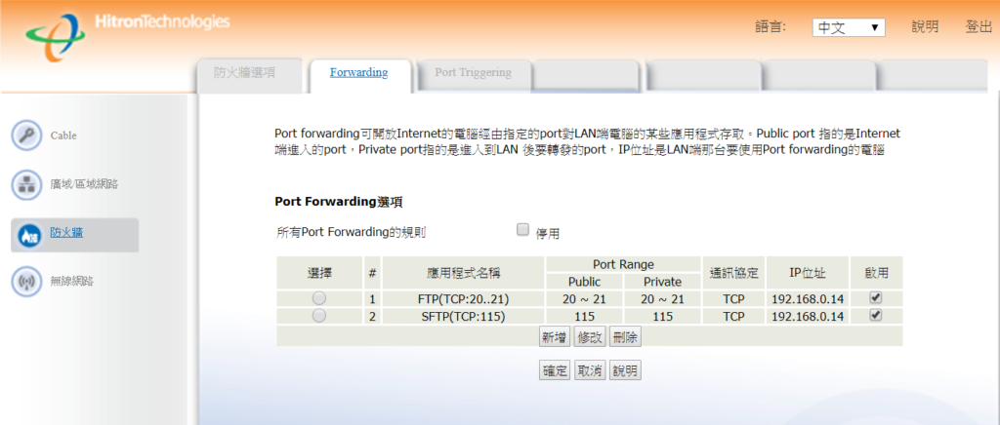 HitronTechnologies
語言: 中文 說明 登出
防火牆選項 Forwarding Port Triggering
Cable
廣域/區域網路
防火牆
無線網路
Port forwarding可開放Internet的電腦經由指定的port對LAN端電腦的某些應用程式存取。Public port 指的是Internet
端進入的port，Private port指的是進入到LAN 後要轉發的port，IP位址是LAN端那台要使用Port forwarding的電腦
Port Forwarding選項
所有Port Forwarding的規則 停用
選擇 # 應用程式名稱 Port Range 通訊協定 IP位址 啟用
Public Private
1 FTP(TCP:20..21) 20 ~ 21 20 ~ 21 TCP 192.168.0.14
2 SFTP(TCP:115) 115 115 TCP 192.168.0.14
新增 修改 刪除
確定 取消 說明